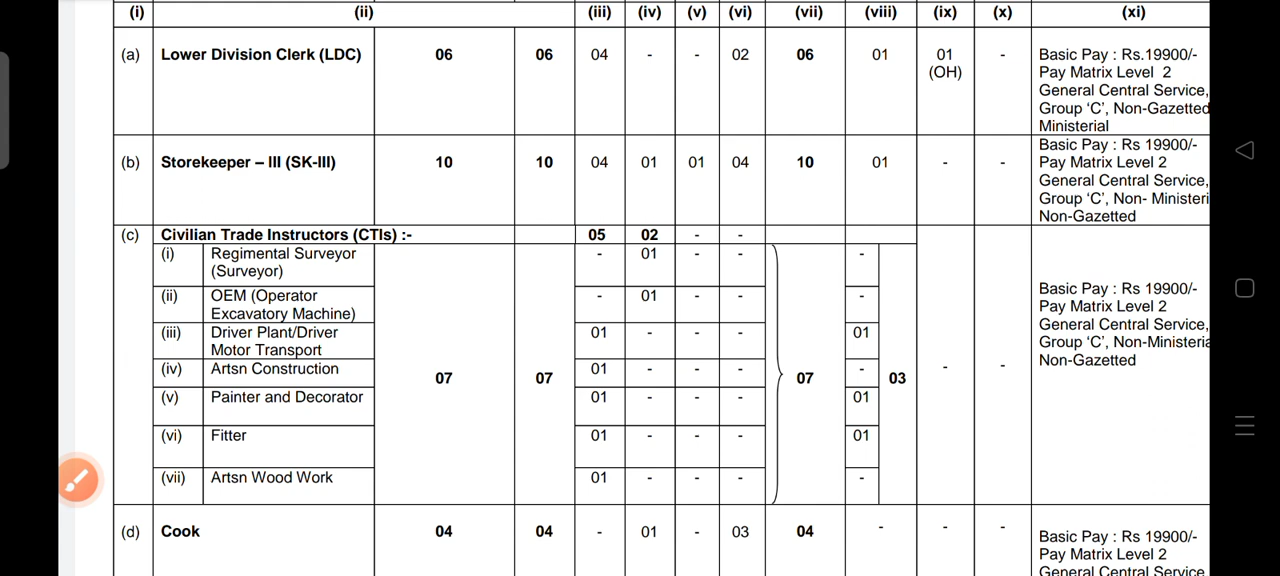 (i) (ii) (iii) (iv) (v) (vi) (vii) (viii) (ix) (x) (xi)
(a) Lower Division Clerk (LDC) 06 06 04 - - 02 06 01 01 - Basic Pay : Rs.19900/-
(OH) Pay Matrix Level 2
General Central Service,
Group ‘C’, Non-Gazetted
Ministerial
(b) Storekeeper – III (SK-III) 10 10 04 01 01 04 10 01 - - Basic Pay : Rs 19900/-
Pay Matrix Level 2
General Central Service,
Group ‘C’, Non- Ministeri
Non-Gazetted
(c) Civilian Trade Instructors (CTIs) :- 05 02 - -
(i) Regimental Surveyor - 01 - - -
(Surveyor)
(ii) OEM (Operator - 01 - - -
Excavatory Machine)
(iii) Driver Plant/Driver 01 - - - 01
Motor Transport
(iv) Artsn Construction 01 - - - -
07 07 07 03 - -
(v) Painter and Decorator 01 - - - 01
(vi) Fitter 01 - - - 01
(vii) Artsn Wood Work 01 - - - -
Basic Pay : Rs 19900/-
Pay Matrix Level 2
General Central Service,
Group ‘C’, Non-Ministeria
Non-Gazetted
(d) Cook 04 04 - 01 - 03 04 - - - Basic Pay : Rs 19900/-
Pay Matrix Level 2
General Central Service